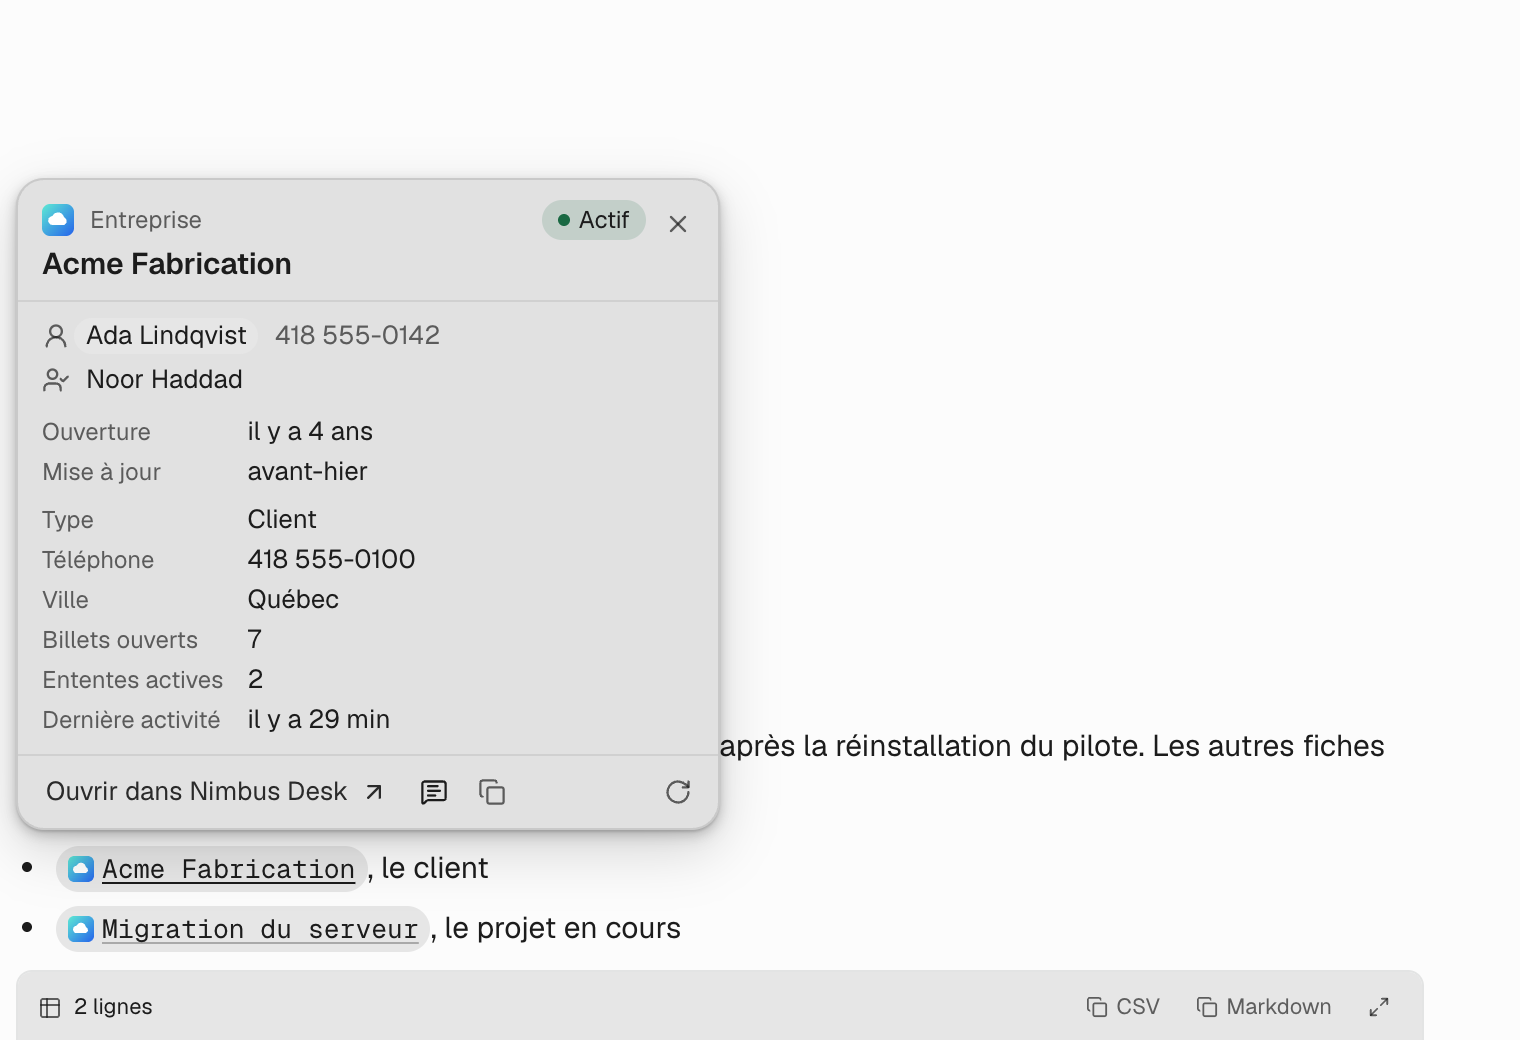 Entreprise
Actif
Acme Fabrication
Ada Lindqvist 418 555-0142
Noor Haddad
Ouverture il y a 4 ans
Mise à jour avant-hier
Type Client
Téléphone 418 555-0100
Ville Québec
Billets ouverts 7
Ententes actives 2
Dernière activité il y a 29 min
après la réinstallation du pilote. Les autres fiches
Ouvrir dans Nimbus Desk
• Acme Fabrication, le client
• Migration du serveur, le projet en cours
2 lignes CSV Markdown